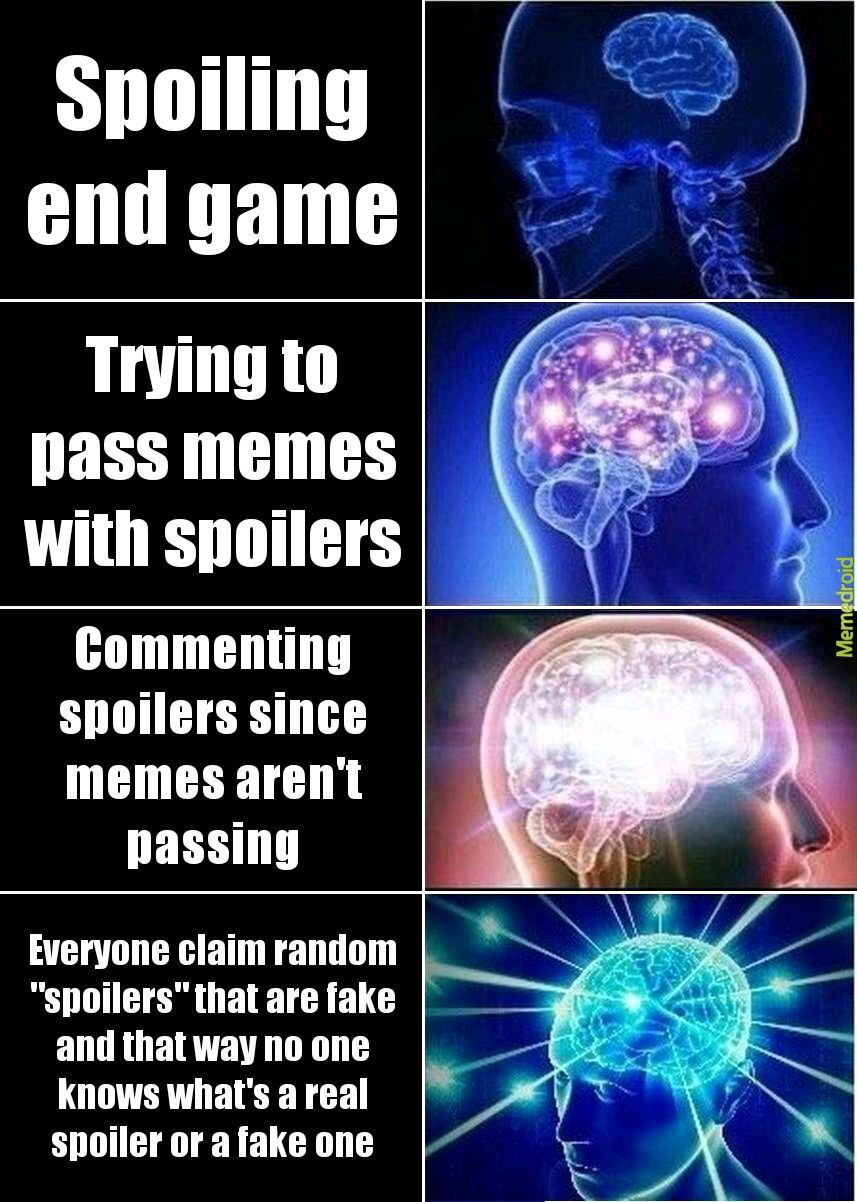 Spoiling
end game
Trying to
pass memes
with spoilers
Commenting
spoilers since
memes aren't
passing
Everyone claim random
"spoilers" that are fake
and that way no one
knows what's a real
spoiler or a fake one
Memedroid